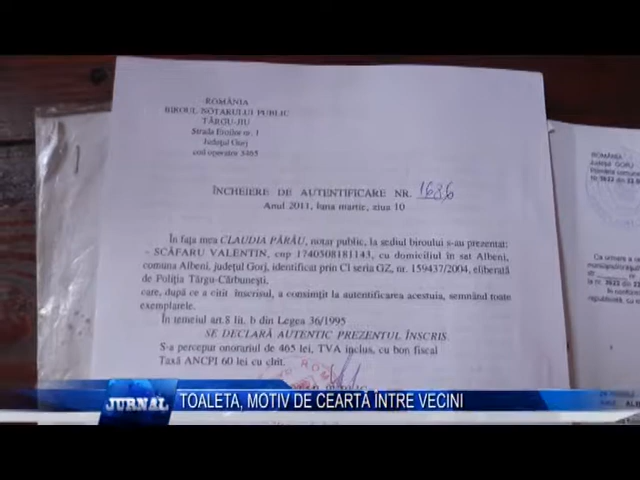 ROMÂNIA
BIROUL NOTARULUI PUBLIC
TÂRGU-JIU
Strada Eroilor nr. 1
Județul Gorj
cod operator 3465
ÎNCHEIERE DE AUTENTIFICARE NR. 1686
Anul 2011, luna martie, ziua 10
În fața mea CLAUDIA PÂRĂU, notar public, la sediul biroului s-au prezentat:
- SCĂFARU VALENTIN, cnp 1740508181143, cu domiciliul în sat Albeni,
comuna Albeni, județul Gorj, identificat prin CI seria GZ, nr. 159437/2004, eliberată
de Poliția Târgu-Cărbunești,
care, după ce a citit înscrisul, a consimțit la autentificarea acestuia, semnând toate
exemplarele.
În temeiul art.8 lit. b din Legea 36/1995
SE DECLARĂ AUTENTIC PREZENTUL ÎNSCRIS.
S-a perceput onorariul de 465 lei, TVA inclus, cu bon fiscal
Taxă ANCPI 60 lei cu chit.
ROMÂNIA
Județul GORJ
JURNAL
TOALETA, MOTIV DE CEARTĂ ÎNTRE VECINI